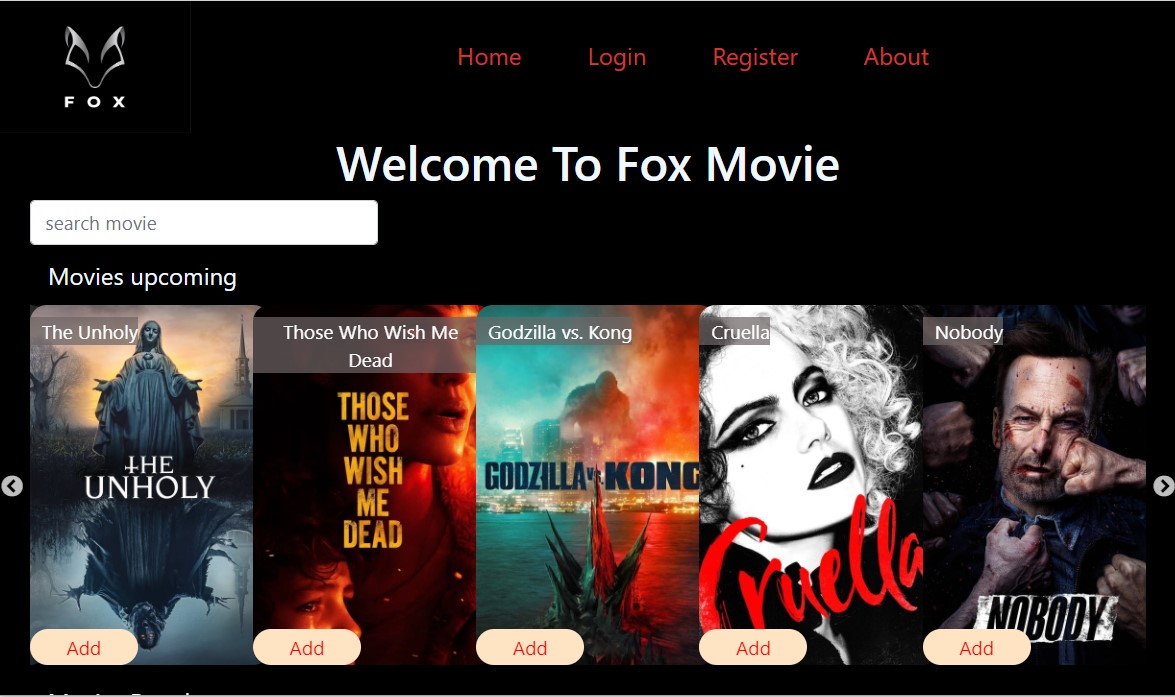 FOX
Home Login Register About
Welcome To Fox Movie
search movie
Movies upcoming
The Unholy
THE
UNHOLY
Add
Those Who Wish Me
Dead
THOSE
WHO
WISH
ME
DEAD
Add
Godzilla vs. Kong
GODZILLA vs. KONG
Add
Cruella
Cruella
Add
Nobody
NOBODY
Add